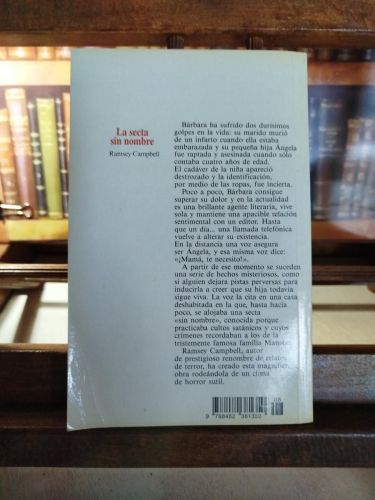 La secta
sin nombre
Ramsey Campbell
Bárbara ha sufrido dos durísimos
golpes en la vida: su marido murió
de un infarto cuando ella estaba
embarazada y su pequeña hija Ángela
fue raptada y asesinada cuando sólo
contaba cuatro años de edad.
El cadáver de la niña apareció
destrozado y la identificación,
por medio de las ropas, fue incierta.
Poco a poco, Bárbara consigue
superar su dolor y en la actualidad
es una brillante agente literaria, vive
sola y mantiene una apacible relación
sentimental con un editor. Hasta
que un día... una llamada telefónica
vuelve a alterar su existencia.
En la distancia una voz asegura
ser Ángela, y esa misma voz dice:
«¡Mamá, te necesito!».
A partir de ese momento se suceden
una serie de hechos misteriosos, como
si alguien dejara pistas perversas para
inducirla a creer que su hija todavía
sigue viva. La voz la cita en una casa
deshabitada en la que, hasta hacía
poco, se alojaba una secta
«sin nombre», conocida porque
practicaba cultos satánicos y cuyos
crímenes recordaban a los de la
tristemente famosa familia Manson.
Ramsey Campbell, autor
de prestigioso renombre de relatos
de terror, ha creado esta magnífica
obra rodeándola de un clima
de horror sutil.